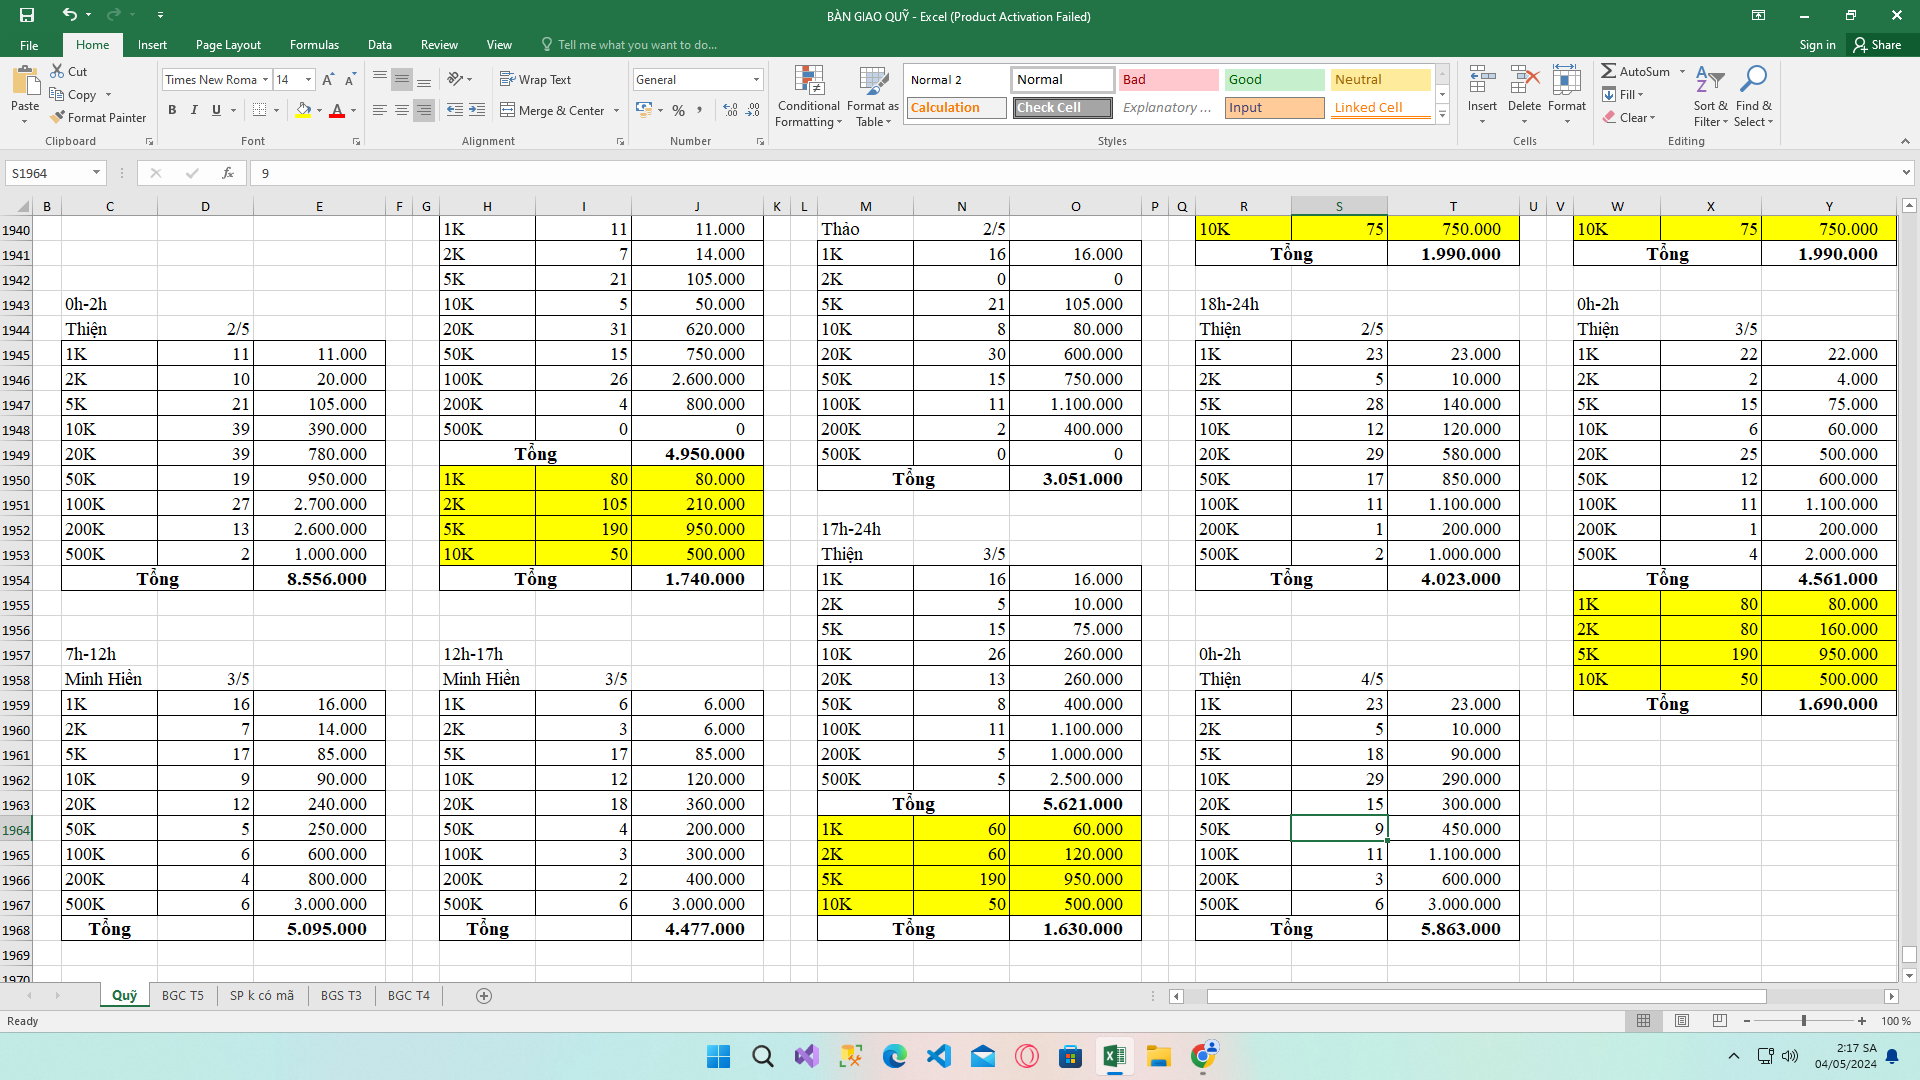 BÀN GIAO QUỸ - Excel (Product Activation Failed)
File Home Insert Page Layout Formulas Data Review View Tell me what you want to do... Sign in Share
Paste Cut Copy Format Painter Clipboard
Times New Roma 14 B I U Font
Wrap Text Merge & Center Alignment
General % Number
Conditional Formatting Format as Table
Normal 2 Normal Bad Good Neutral
Calculation Check Cell Explanatory ... Input Linked Cell
Styles
Insert Delete Format Cells
AutoSum Fill Clear Sort & Filter Find & Select Editing
S1964 fx 9
B C D E F G H I J K L M N O P Q R S T U V W X Y
1940 1K 11 11.000 Thảo 2/5 10K 75 750.000 10K 75 750.000
1941 2K 7 14.000 1K 16 16.000 Tổng 1.990.000 Tổng 1.990.000
1942 5K 21 105.000 2K 0 0
1943 0h-2h 10K 5 50.000 5K 21 105.000 18h-24h 0h-2h
1944 Thiện 2/5 20K 31 620.000 10K 8 80.000 Thiện 2/5 Thiện 3/5
1945 1K 11 11.000 50K 15 750.000 20K 30 600.000 1K 23 23.000 1K 22 22.000
1946 2K 10 20.000 100K 26 2.600.000 50K 15 750.000 2K 5 10.000 2K 2 4.000
1947 5K 21 105.000 200K 4 800.000 100K 11 1.100.000 5K 28 140.000 5K 15 75.000
1948 10K 39 390.000 500K 0 0 200K 2 400.000 10K 12 120.000 10K 6 60.000
1949 20K 39 780.000 Tổng 4.950.000 500K 0 0 20K 29 580.000 20K 25 500.000
1950 50K 19 950.000 1K 80 80.000 Tổng 3.051.000 50K 17 850.000 50K 12 600.000
1951 100K 27 2.700.000 2K 105 210.000 100K 11 1.100.000 100K 11 1.100.000
1952 200K 13 2.600.000 5K 190 950.000 17h-24h 200K 1 200.000 200K 1 200.000
1953 500K 2 1.000.000 10K 50 500.000 Thiện 3/5 500K 2 1.000.000 500K 4 2.000.000
1954 Tổng 8.556.000 Tổng 1.740.000 1K 16 16.000 Tổng 4.023.000 Tổng 4.561.000
1955 2K 5 10.000 1K 80 80.000
1956 5K 15 75.000 2K 80 160.000
1957 7h-12h 12h-17h 10K 26 260.000 0h-2h 5K 190 950.000
1958 Minh Hiền 3/5 Minh Hiền 3/5 20K 13 260.000 Thiện 4/5 10K 50 500.000
1959 1K 16 16.000 1K 6 6.000 50K 8 400.000 1K 23 23.000 Tổng 1.690.000
1960 2K 7 14.000 2K 3 6.000 100K 11 1.100.000 2K 5 10.000
1961 5K 17 85.000 5K 17 85.000 200K 5 1.000.000 5K 18 90.000
1962 10K 9 90.000 10K 12 120.000 500K 5 2.500.000 10K 29 290.000
1963 20K 12 240.000 20K 18 360.000 Tổng 5.621.000 20K 15 300.000
1964 50K 5 250.000 50K 4 200.000 1K 60 60.000 50K 9 450.000
1965 100K 6 600.000 100K 3 300.000 2K 60 120.000 100K 11 1.100.000
1966 200K 4 800.000 200K 2 400.000 5K 190 950.000 200K 3 600.000
1967 500K 6 3.000.000 500K 6 3.000.000 10K 50 500.000 500K 6 3.000.000
1968 Tổng 5.095.000 Tổng 4.477.000 Tổng 1.630.000 Tổng 5.863.000
1969
1970
Quỹ BGC T5 SP k có mã BGS T3 BGC T4
Ready 100 %
2:17 SA
04/05/2024